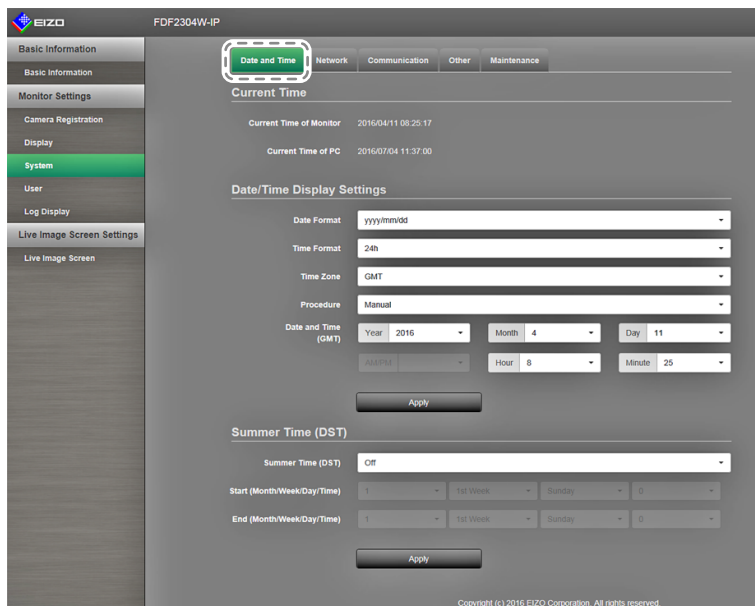 EIZO FDF2304W-IP
Basic Information
Basic Information
Monitor Settings
Camera Registration
Display
System
User
Log Display
Live Image Screen Settings
Live Image Screen
Date and Time Network Communication Other Maintenance
Current Time
Current Time of Monitor 2016/04/11 08:25:17
Current Time of PC 2016/07/04 11:37:00
Date/Time Display Settings
Date Format yyyy/mm/dd
Time Format 24h
Time Zone GMT
Procedure Manual
Date and Time
(GMT)
Year 2016 Month 4 Day 11
AM/PM Hour 8 Minute 25
Apply
Summer Time (DST)
Summer Time (DST) Off
Start (Month/Week/Day/Time) 1 1st Week Sunday 0
End (Month/Week/Day/Time) 1 1st Week Sunday 0
Apply
Copyright (c) 2016 EIZO Corporation. All rights reserved.